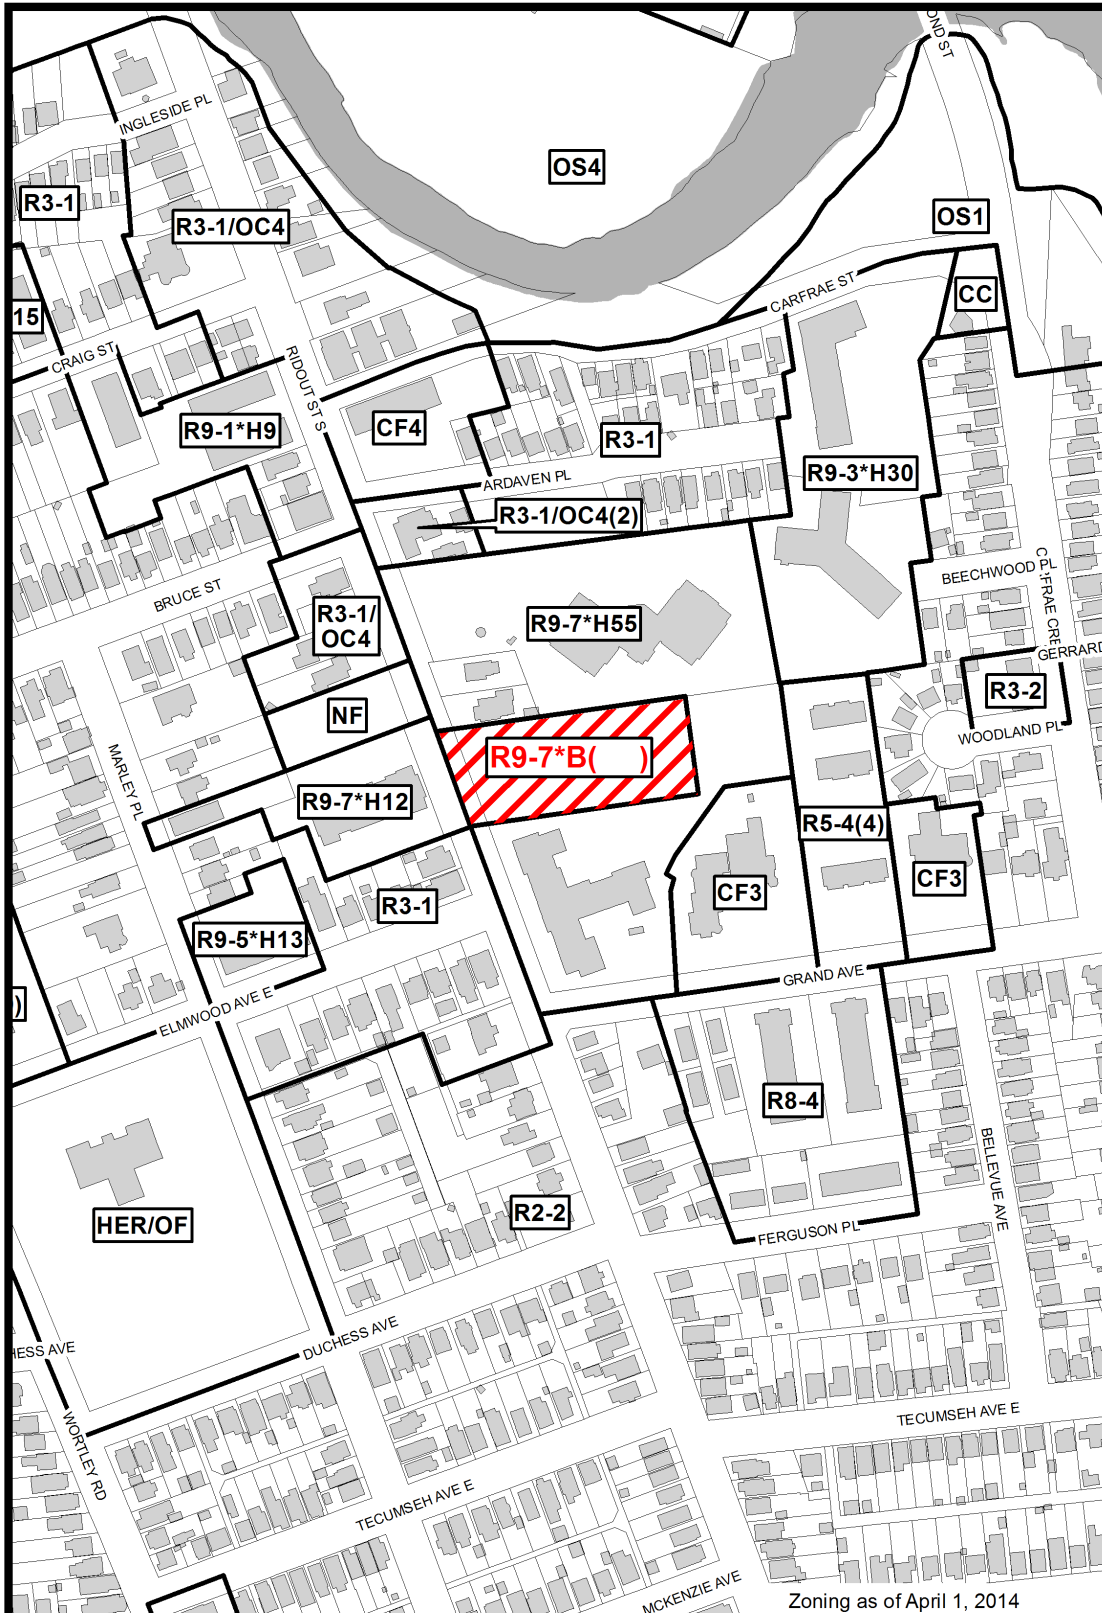 OND ST
INGLESIDE PL
OS4
R3-1
R3-1/OC4
OS1
CARFRAE ST
CC
15
CRAIG ST
RIDOUT ST S
R9-1*H9
CF4
R3-1
R9-3*H30
ARDAVEN PL
R3-1/OC4(2)
BEECHWOOD PL
BRUCE ST
R3-1/
OC4
R9-7*H55
GERRARD
R3-2
NF
WOODLAND PL
MARLEY PL
R9-7*B(    )
R9-7*H12
R5-4(4)
CF3
CF3
R3-1
R9-5*H13
GRAND AVE
)
ELMWOOD AVE E
R8-4
BELLEVUE AVE
HER/OF
R2-2
FERGUSON PL
DUCHESS AVE
HESS AVE
WORTLEY RD
TECUMSEH AVE E
TECUMSEH AVE E
MCKENZIE AVE
Zoning as of April 1, 2014